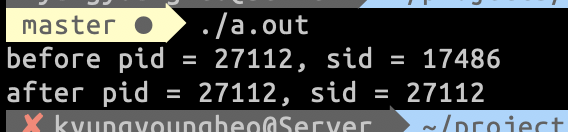 master ● ./a.out
before pid = 27112, sid = 17486
after pid = 27112, sid = 27112
✘ kyungyoungheo@Server ~/project